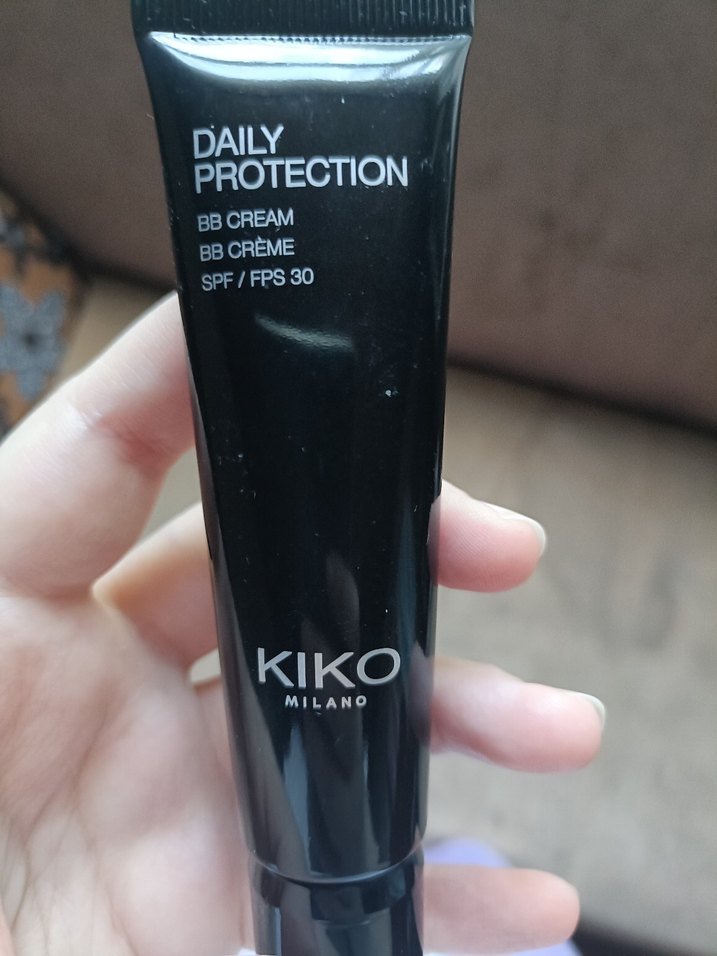 DAILY
PROTECTION
BB CREAM
BB CRÈME
SPF / FPS 30
KIKO
MILANO